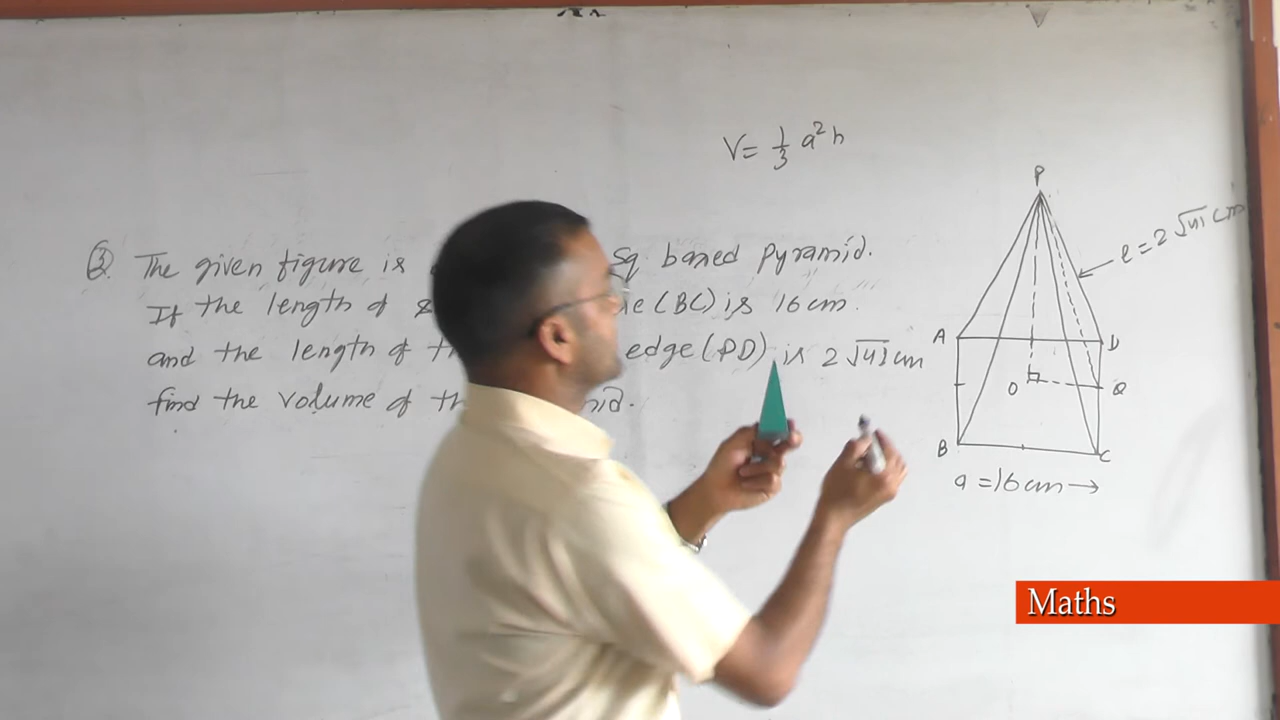 V = 1/3 a²h
Q. The given figure is sq based pyramid.
If the length of (BC) is 16 cm.
and the length of edge (PD) is 2√41 cm
find the volume of
P
l = 2√41 cm
A
D
O
Q
B
C
a = 16 cm →
Maths